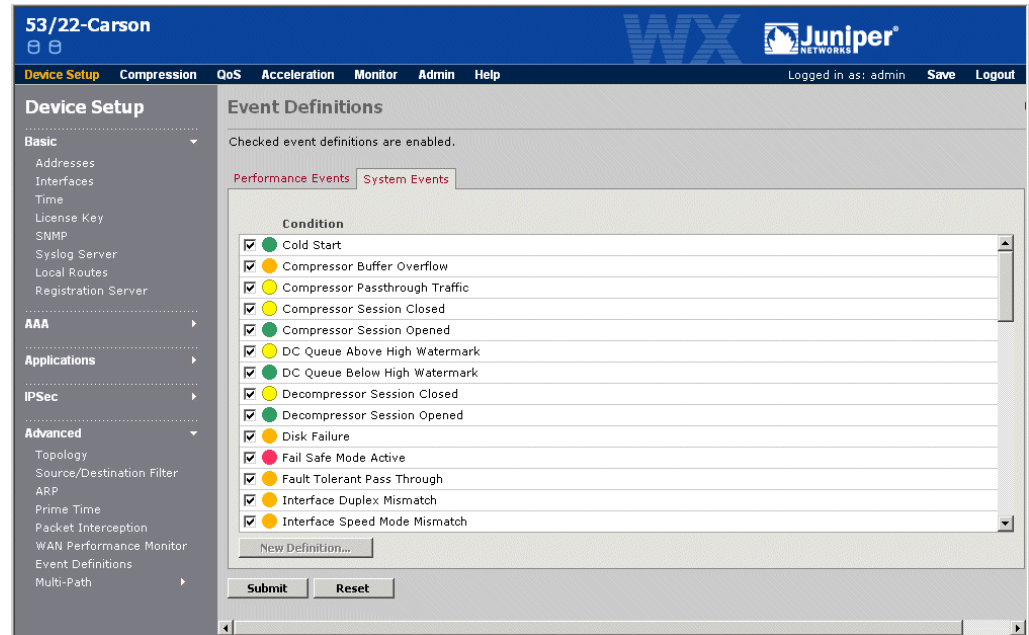 53/22-Carson
WX
Juniper
NETWORKS
Device Setup Compression QoS Acceleration Monitor Admin Help Logged in as: admin Save Logout
Device Setup
Basic
Addresses
Interfaces
Time
License Key
SNMP
Syslog Server
Local Routes
Registration Server
AAA
Applications
IPSec
Advanced
Topology
Source/Destination Filter
ARP
Prime Time
Packet Interception
WAN Performance Monitor
Event Definitions
Multi-Path
Event Definitions
Checked event definitions are enabled.
Performance Events System Events
Condition
Cold Start
Compressor Buffer Overflow
Compressor Passthrough Traffic
Compressor Session Closed
Compressor Session Opened
DC Queue Above High Watermark
DC Queue Below High Watermark
Decompressor Session Closed
Decompressor Session Opened
Disk Failure
Fail Safe Mode Active
Fault Tolerant Pass Through
Interface Duplex Mismatch
Interface Speed Mode Mismatch
New Definition...
Submit Reset